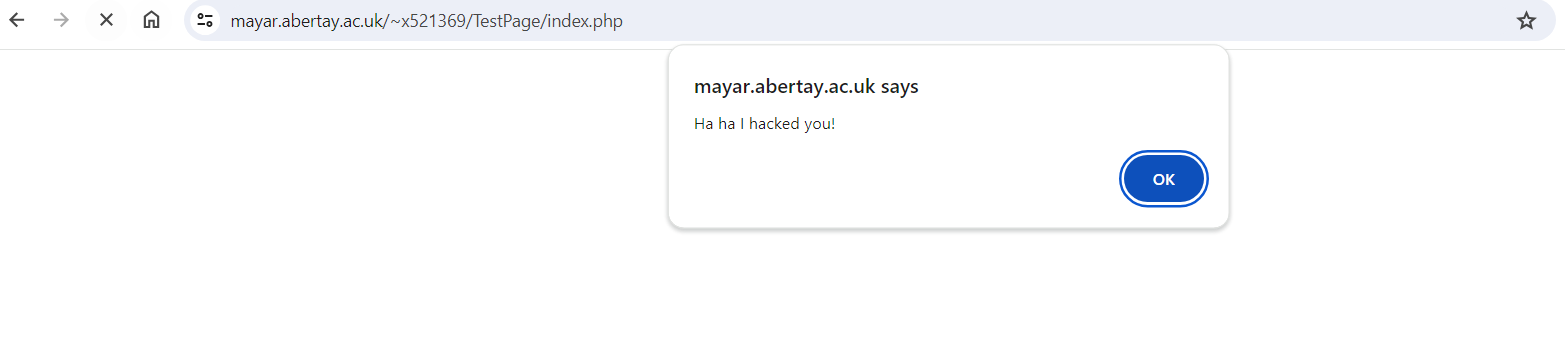 mayar.abertay.ac.uk/~x521369/TestPage/index.php
mayar.abertay.ac.uk says
Ha ha I hacked you!
OK